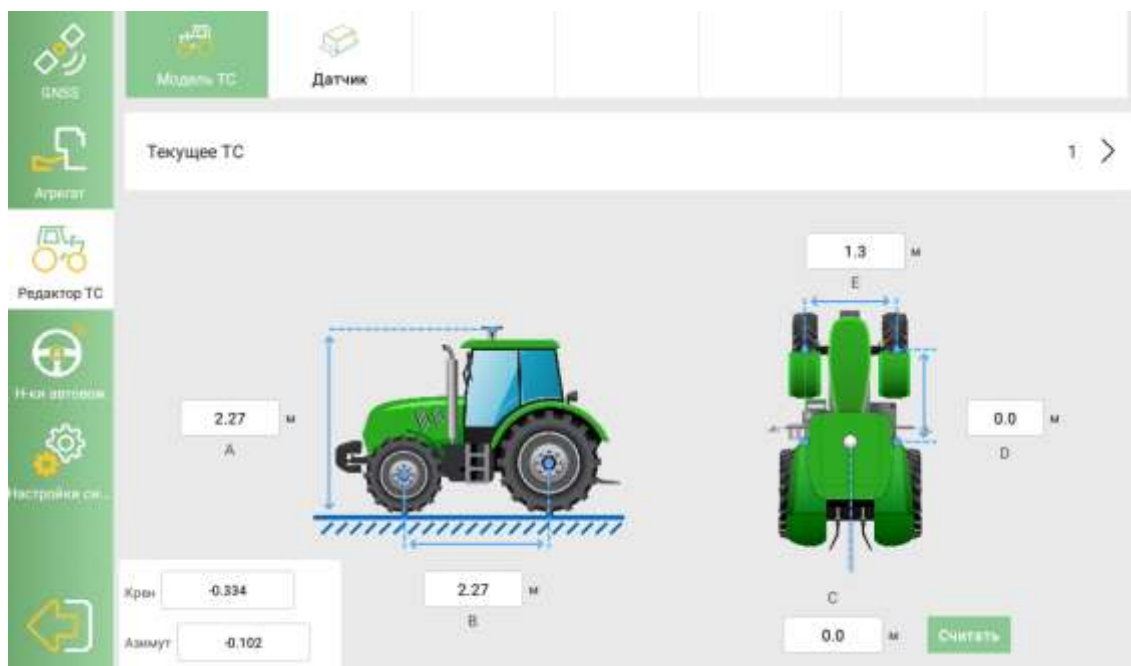 GNSS
Агрегат
Редактор ТС
Н-ки автовож
Настройки си...
Модель ТС
Датчик
Текущее ТС
1
1.3 м
E
2.27 м
A
0.0 м
D
Крен -0.334
Азимут -0.102
2.27 м
B
C
0.0 м
Считать